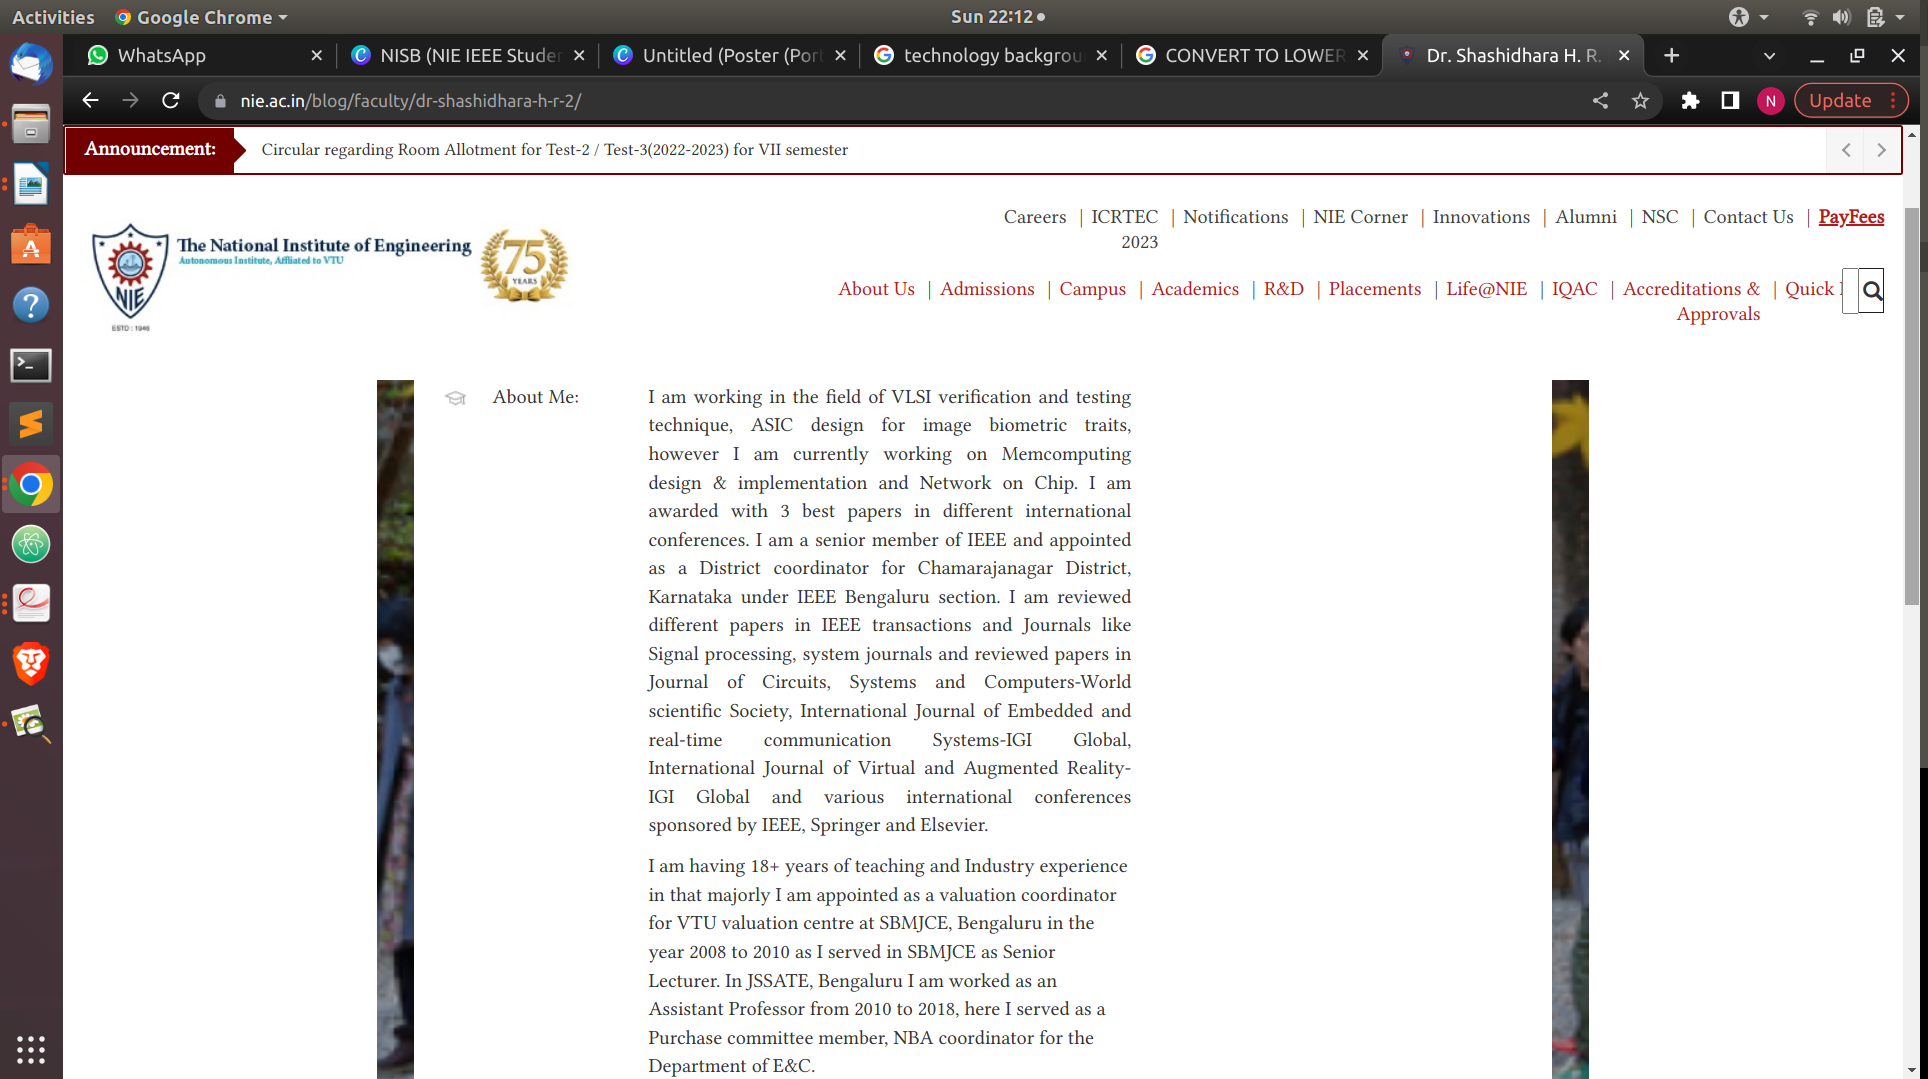 Activities
Google Chrome
Sun 22:12
WhatsApp
NISB (NIE IEEE Studen
Untitled (Poster (Port
technology backgroun
CONVERT TO LOWER
Dr. Shashidhara H. R.
nie.ac.in/blog/faculty/dr-shashidhara-h-r-2/
N
Update
Announcement:
Circular regarding Room Allotment for Test-2 / Test-3(2022-2023) for VII semester
Careers | ICRTEC 2023 | Notifications | NIE Corner | Innovations | Alumni | NSC | Contact Us | PayFees
The National Institute of Engineering
Autonomous Institute, Affliated to VTU
NIE
ESTD : 1946
75
YEARS
About Us | Admissions | Campus | Academics | R&D | Placements | Life@NIE | IQAC | Accreditations & Approvals | Quick
About Me:
I am working in the field of VLSI verification and testing
technique, ASIC design for image biometric traits,
however I am currently working on Memcomputing
design & implementation and Network on Chip. I am
awarded with 3 best papers in different international
conferences. I am a senior member of IEEE and appointed
as a District coordinator for Chamarajanagar District,
Karnataka under IEEE Bengaluru section. I am reviewed
different papers in IEEE transactions and Journals like
Signal processing, system journals and reviewed papers in
Journal of Circuits, Systems and Computers-World
scientific Society, International Journal of Embedded and
real-time communication Systems-IGI Global,
International Journal of Virtual and Augmented Reality-
IGI Global and various international conferences
sponsored by IEEE, Springer and Elsevier.
I am having 18+ years of teaching and Industry experience
in that majorly I am appointed as a valuation coordinator
for VTU valuation centre at SBMJCE, Bengaluru in the
year 2008 to 2010 as I served in SBMJCE as Senior
Lecturer. In JSSATE, Bengaluru I am worked as an
Assistant Professor from 2010 to 2018, here I served as a
Purchase committee member, NBA coordinator for the
Department of E&C.